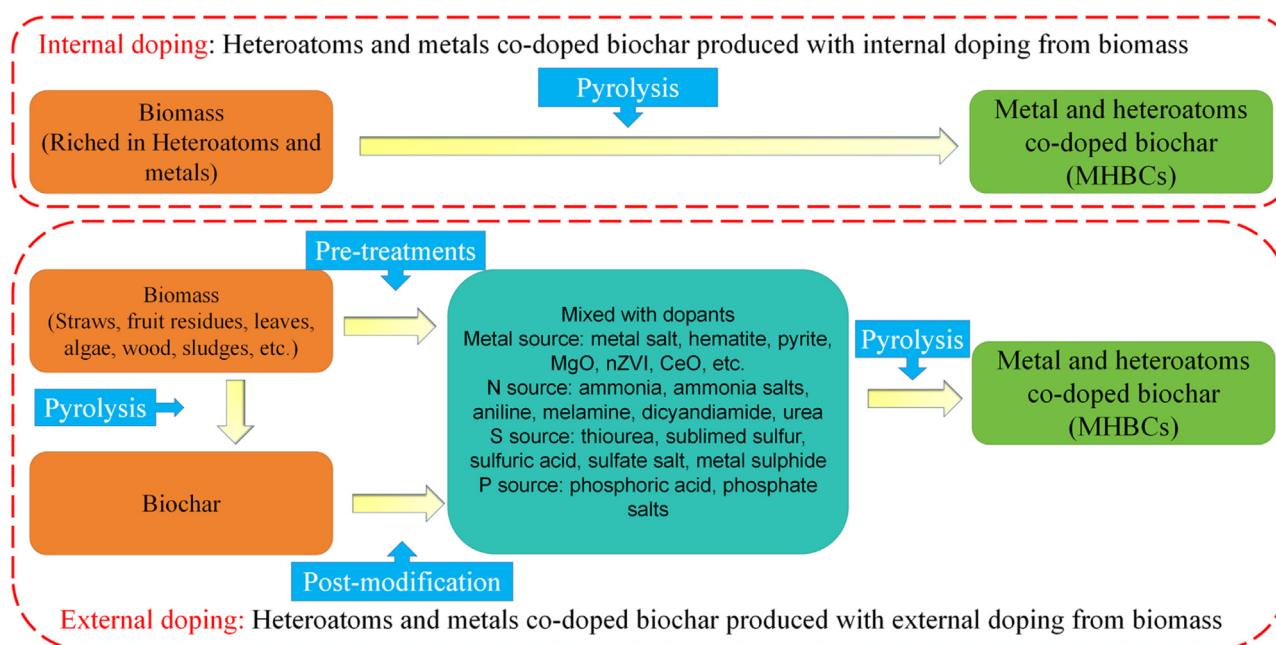 Internal doping: Heteroatoms and metals co-doped biochar produced with internal doping from biomass
Pyrolysis
Biomass
(Riched in Heteroatoms and
metals)
Metal and heteroatoms
co-doped biochar
(MHBCs)
Pre-treatments
Biomass
(Straws, fruit residues, leaves,
algae, wood, sludges, etc.)
Pyrolysis
Biochar
Post-modification
Mixed with dopants
Metal source: metal salt, hematite, pyrite,
MgO, nZVI, CeO, etc.
N source: ammonia, ammonia salts,
aniline, melamine, dicyandiamide, urea
S source: thiourea, sublimed sulfur,
sulfuric acid, sulfate salt, metal sulphide
P source: phosphoric acid, phosphate
salts
Pyrolysis
Metal and heteroatoms
co-doped biochar
(MHBCs)
External doping: Heteroatoms and metals co-doped biochar produced with external doping from biomass